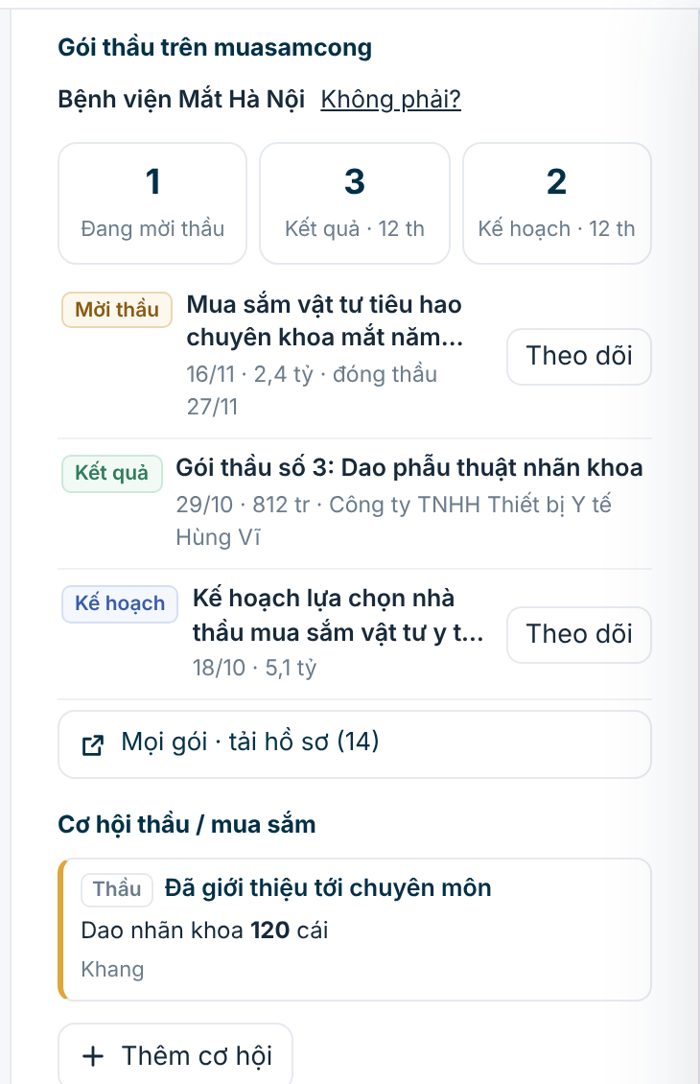 Gói thầu trên muasamcong
Bệnh viện Mắt Hà Nội Không phải?
1
Đang mời thầu
3
Kết quả · 12 th
2
Kế hoạch · 12 th
Mời thầu
Mua sắm vật tư tiêu hao
chuyên khoa mắt năm...
16/11 · 2,4 tỷ · đóng thầu
27/11
Theo dõi
Kết quả
Gói thầu số 3: Dao phẫu thuật nhãn khoa
29/10 · 812 tr · Công ty TNHH Thiết bị Y tế
Hùng Vĩ
Kế hoạch
Kế hoạch lựa chọn nhà
thầu mua sắm vật tư y t...
18/10 · 5,1 tỷ
Theo dõi
Mọi gói · tải hồ sơ (14)
Cơ hội thầu / mua sắm
Thầu Đã giới thiệu tới chuyên môn
Dao nhãn khoa 120 cái
Khang
+ Thêm cơ hội